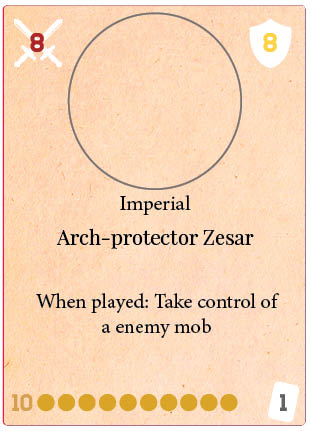 8 8
Imperial
Arch-protector Zesar
When played: Take control of
a enemy mob
10 1